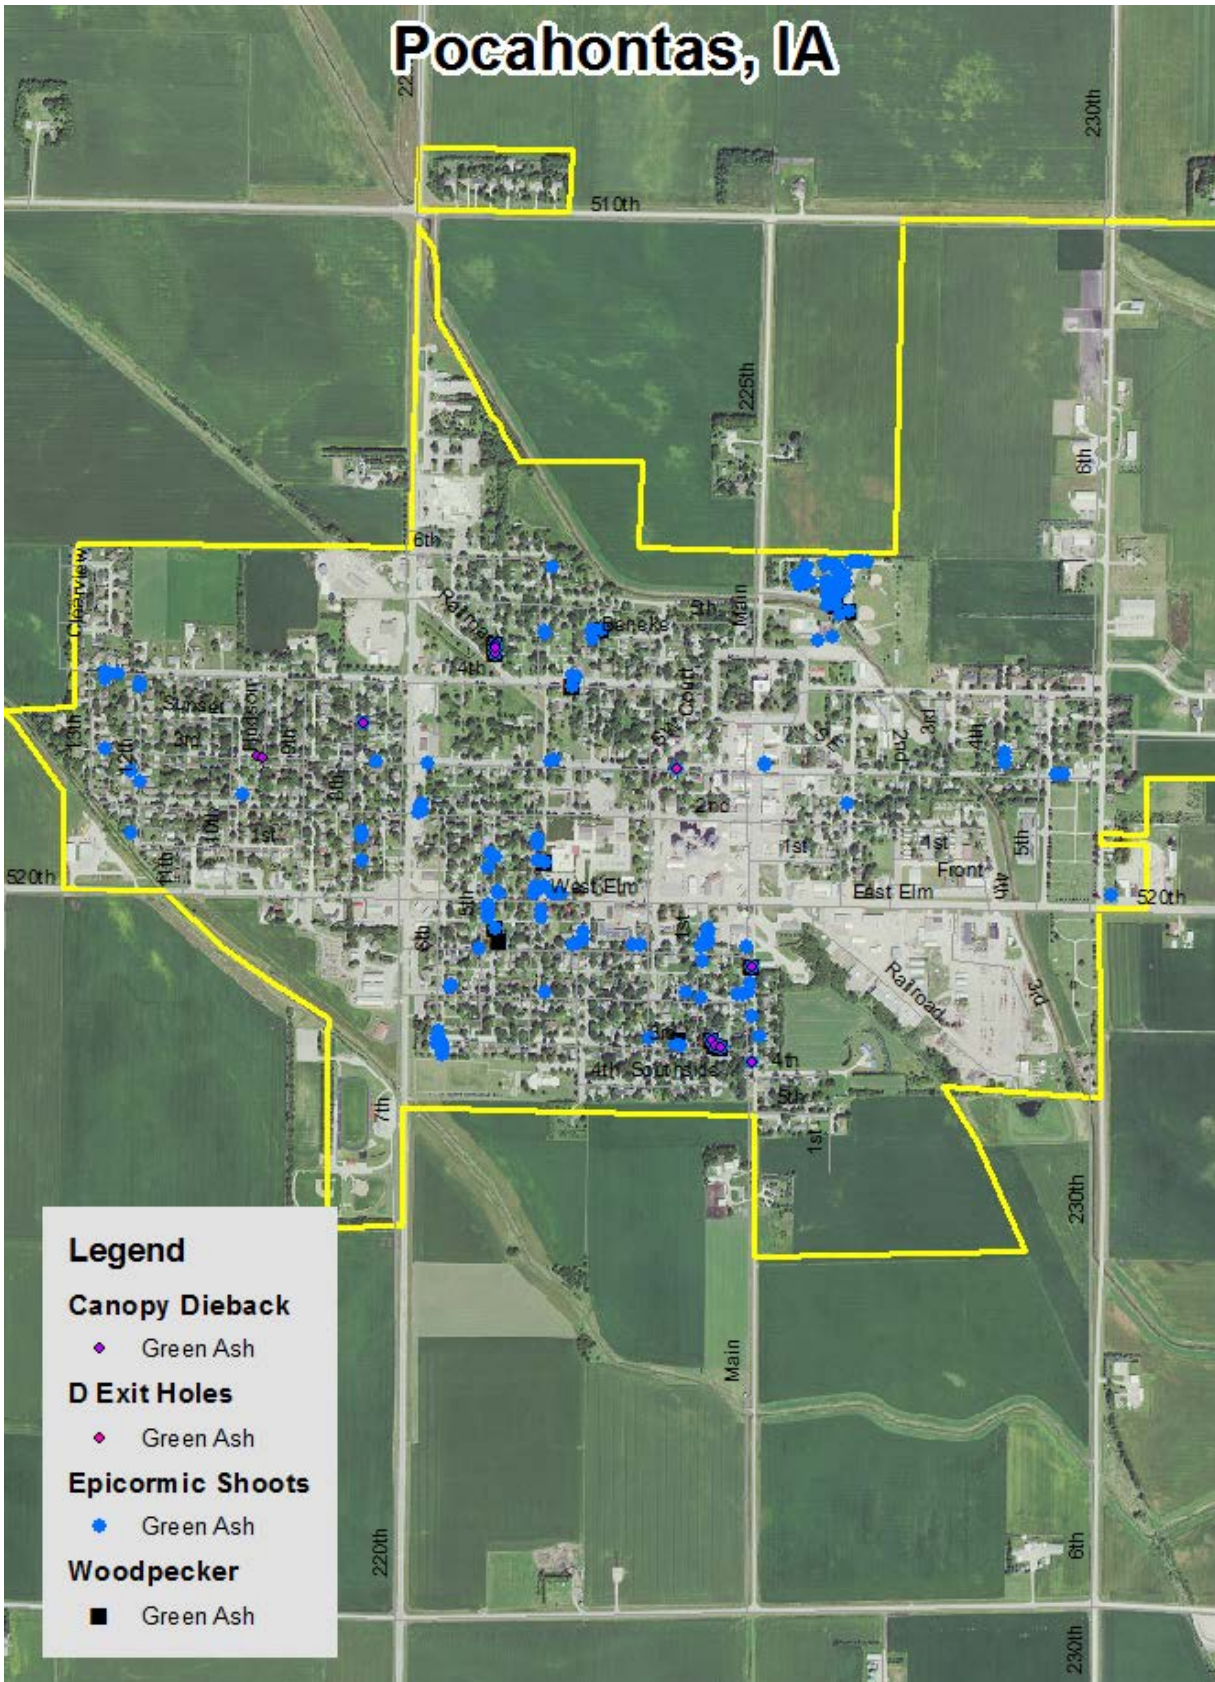 Pocahontas, IA
230th
510th
225th
6th
6th
Clearview
Railroad
5th
Main
Beneke
4th
Sunset
13th
12th
Hudson
9th
2nd
3rd
Court
2nd
3rd
4th
8th
10th
1st
2nd
1st
1st
5th
11th
520th
West Elm
East Elm
Front
4th
520th
5th
6th
1st
Railroad
3rd
3rd
4th
Southside
4th
5th
1st
7th
230th
Main
220th
6th
230th
Legend
Canopy Dieback
Green Ash
D Exit Holes
Green Ash
Epicormic Shoots
Green Ash
Woodpecker
Green Ash